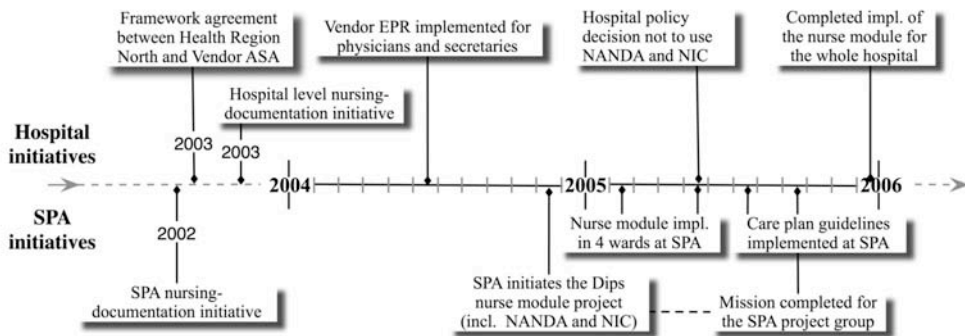 Framework agreement
between Health Region
North and Vendor ASA
Vendor EPR implemented for
physicians and secretaries
Hospital policy
decision not to use
NANDA and NIC
Completed impl. of
the nurse module for
the whole hospital
Hospital level nursing-
documentation initiative
Hospital
initiatives
2003
2003
2004
2005
2006
SPA
initiatives
2002
Nurse module impl.
in 4 wards at SPA
Care plan guidelines
implemented at SPA
SPA nursing-
documentation initiative
SPA initiates the Dips
nurse module project
(incl. NANDA and NIC)
Mission completed for
the SPA project group